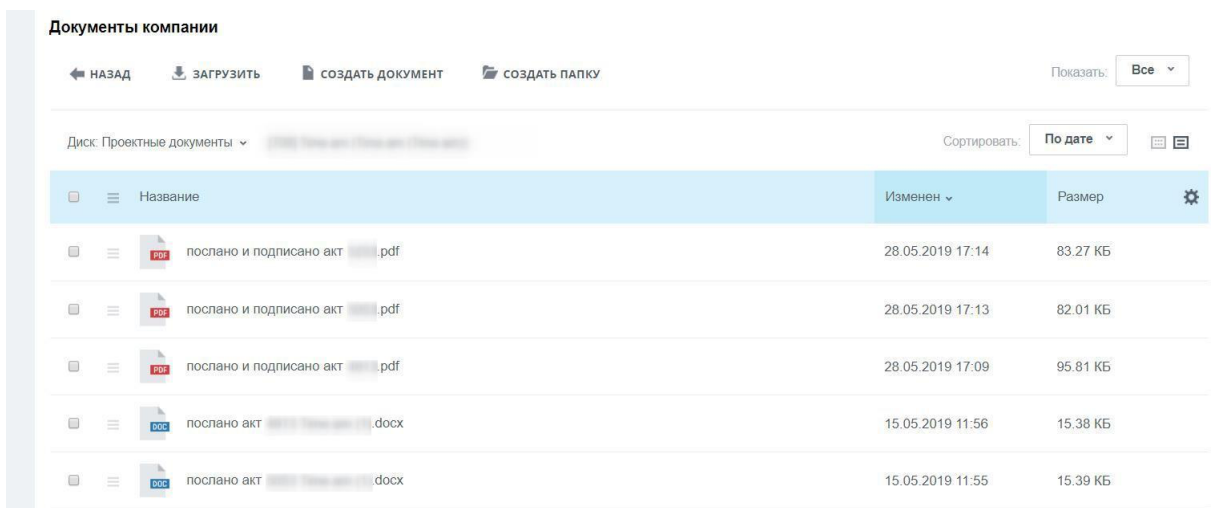 Документы компании
НАЗАД ЗАГРУЗИТЬ СОЗДАТЬ ДОКУМЕНТ СОЗДАТЬ ПАПКУ Показать: Все
Диск: Проектные документы Сортировать: По дате
Название Изменен Размер
PDF послано и подписано акт .pdf 28.05.2019 17:14 83.27 КБ
PDF послано и подписано акт .pdf 28.05.2019 17:13 82.01 КБ
PDF послано и подписано акт .pdf 28.05.2019 17:09 95.81 КБ
DOC послано акт .docx 15.05.2019 11:56 15.38 КБ
DOC послано акт .docx 15.05.2019 11:55 15.39 КБ